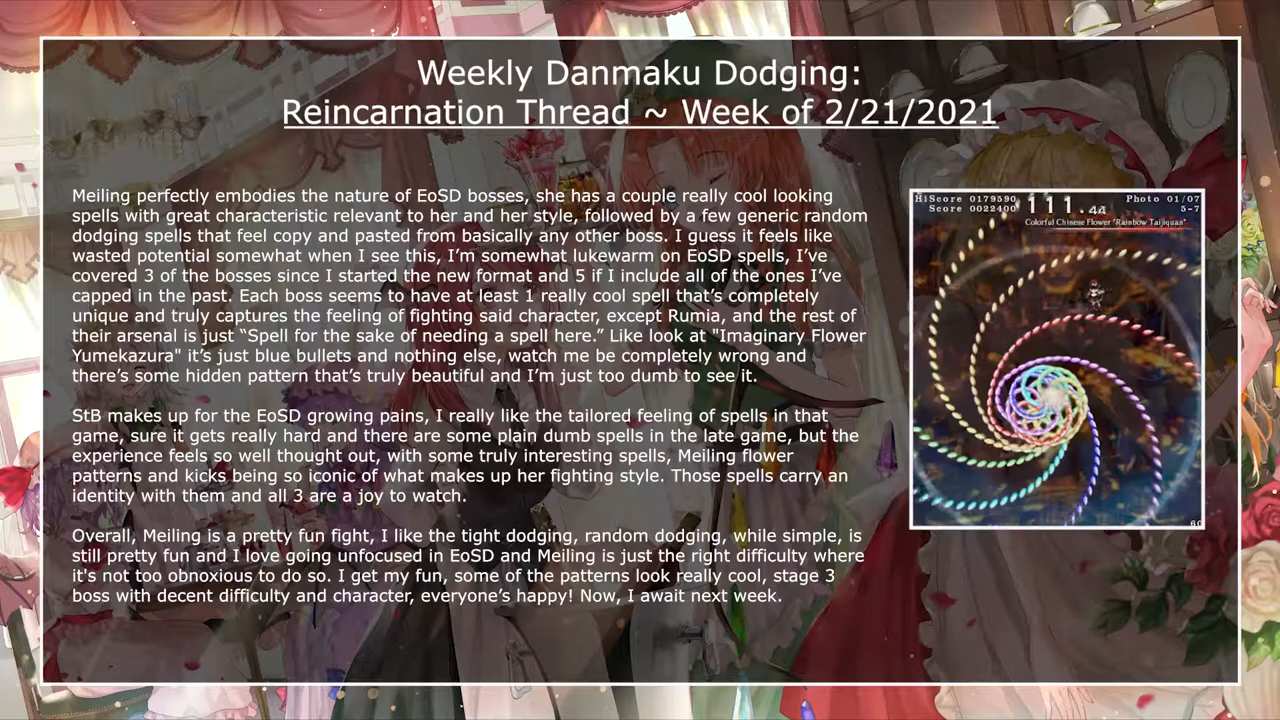 Weekly Danmaku Dodging:
Reincarnation Thread ~ Week of 2/21/2021
Meiling perfectly embodies the nature of EoSD bosses, she has a couple really cool looking
spells with great characteristic relevant to her and her style, followed by a few generic random
dodging spells that feel copy and pasted from basically any other boss. I guess it feels like
wasted potential somewhat when I see this, I'm somewhat lukewarm on EoSD spells, I've
covered 3 of the bosses since I started the new format and 5 if I include all of the ones I've
capped in the past. Each boss seems to have at least 1 really cool spell that's completely
unique and truly captures the feeling of fighting said character, except Rumia, and the rest of
their arsenal is just “Spell for the sake of needing a spell here.” Like look at "Imaginary Flower
Yumekazura" it's just blue bullets and nothing else, watch me be completely wrong and
there's some hidden pattern that's truly beautiful and I'm just too dumb to see it.
StB makes up for the EoSD growing pains, I really like the tailored feeling of spells in that
game, sure it gets really hard and there are some plain dumb spells in the late game, but the
experience feels so well thought out, with some truly interesting spells, Meiling flower
patterns and kicks being so iconic of what makes up her fighting style. Those spells carry an
identity with them and all 3 are a joy to watch.
Overall, Meiling is a pretty fun fight, I like the tight dodging, random dodging, while simple, is
still pretty fun and I love going unfocused in EoSD and Meiling is just the right difficulty where
it's not too obnoxious to do so. I get my fun, some of the patterns look really cool, stage 3
boss with decent difficulty and character, everyone's happy! Now, I await next week.
HiScore 0179590 111.44 Photo 01/07
Score 0022400 5-7
Colorful Chinese Flower "Rainbow Taijiquan"
60